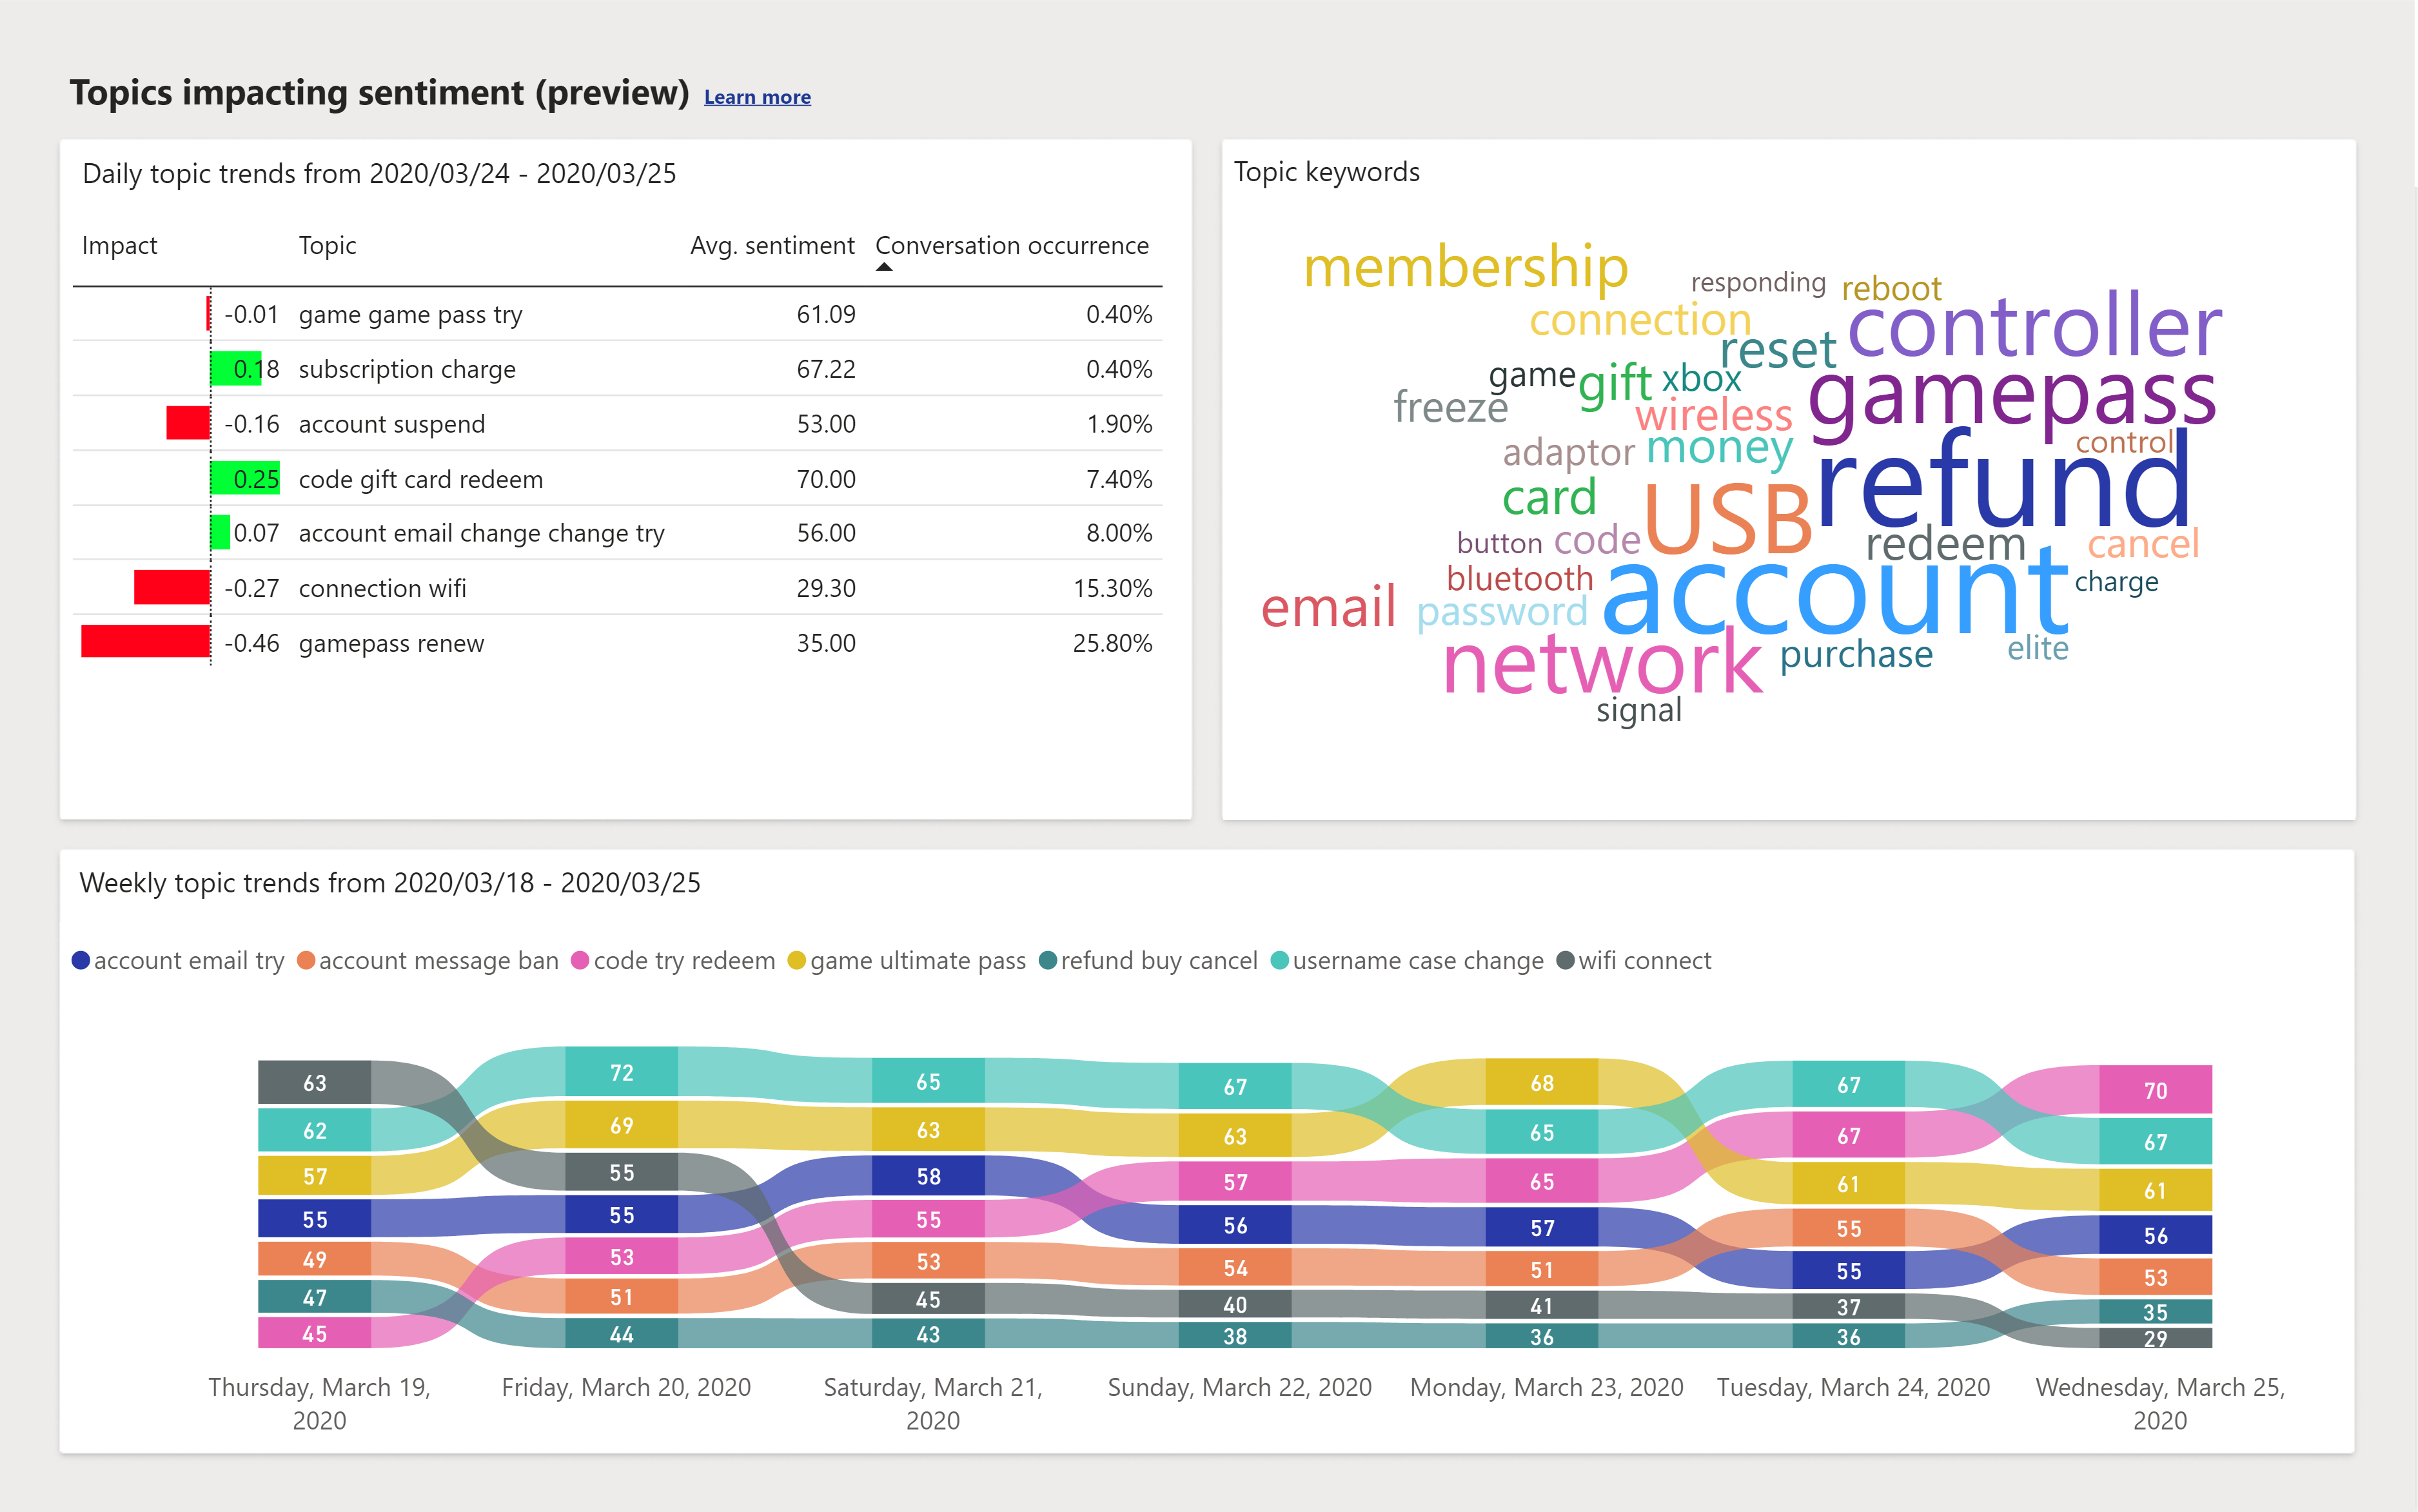 Topics impacting sentiment (preview) Learn more
Daily topic trends from 2020/03/24 - 2020/03/25
Impact Topic Avg. sentiment Conversation occurrence
-0.01 game game pass try 61.09 0.40%
0.18 subscription charge 67.22 0.40%
-0.16 account suspend 53.00 1.90%
0.25 code gift card redeem 70.00 7.40%
0.07 account email change change try 56.00 8.00%
-0.27 connection wifi 29.30 15.30%
-0.46 gamepass renew 35.00 25.80%
Topic keywords
membership
responding
reboot
connection
controller
reset
game
gift
xbox
gamepass
freeze
wireless
adaptor
money
control
refund
card
USB
button
code
redeem
cancel
bluetooth
account
charge
email
password
network
purchase
elite
signal
Weekly topic trends from 2020/03/18 - 2020/03/25
account email try account message ban code try redeem game ultimate pass refund buy cancel username case change wifi connect
63
62
57
55
49
47
45
72
69
55
55
53
51
44
65
63
58
55
53
45
43
67
63
57
56
54
40
38
68
65
65
57
51
41
36
67
67
61
55
55
37
36
70
67
61
56
53
35
29
Thursday, March 19,
2020
Friday, March 20, 2020
Saturday, March 21,
2020
Sunday, March 22, 2020
Monday, March 23, 2020
Tuesday, March 24, 2020
Wednesday, March 25,
2020